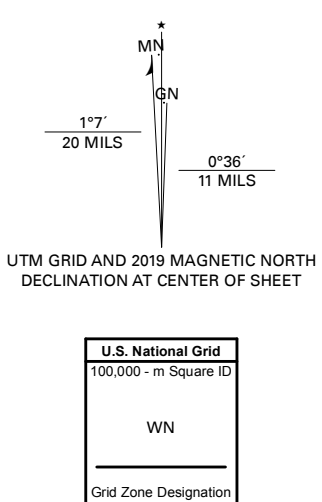 MN
GN
1°7´
20 MILS
0°36´
11 MILS
UTM GRID AND 2019 MAGNETIC NORTH
DECLINATION AT CENTER OF SHEET
U.S. National Grid
100,000 - m Square ID
WN
Grid Zone Designation